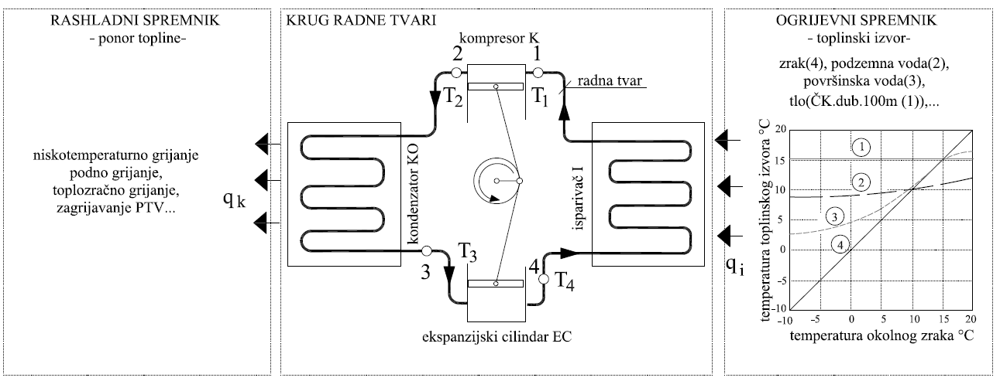 RASHLADNI SPREMNIK
- ponor topline-
niskotemperaturno grijanje
podno grijanje,
toplozračno grijanje,
zagrijavanje PTV...
KRUG RADNE TVARI
kompresor K
2
1
T2
T1
radna tvar
qk
kondenzator KO
isparivač I
3
T3
4
T4
ekspanzijski cilindar EC
OGRIJEVNI SPREMNIK
- toplinski izvor-
zrak(4), podzemna voda(2),
površinska voda(3),
tlo(ČK.dub.100m (1)),...
qi
temperatura toplinskog izvora °C
20
15
10
5
0
-5
-10
1
2
3
4
-10 -5 0 5 10 15 20
temperatura okolnog zraka °C